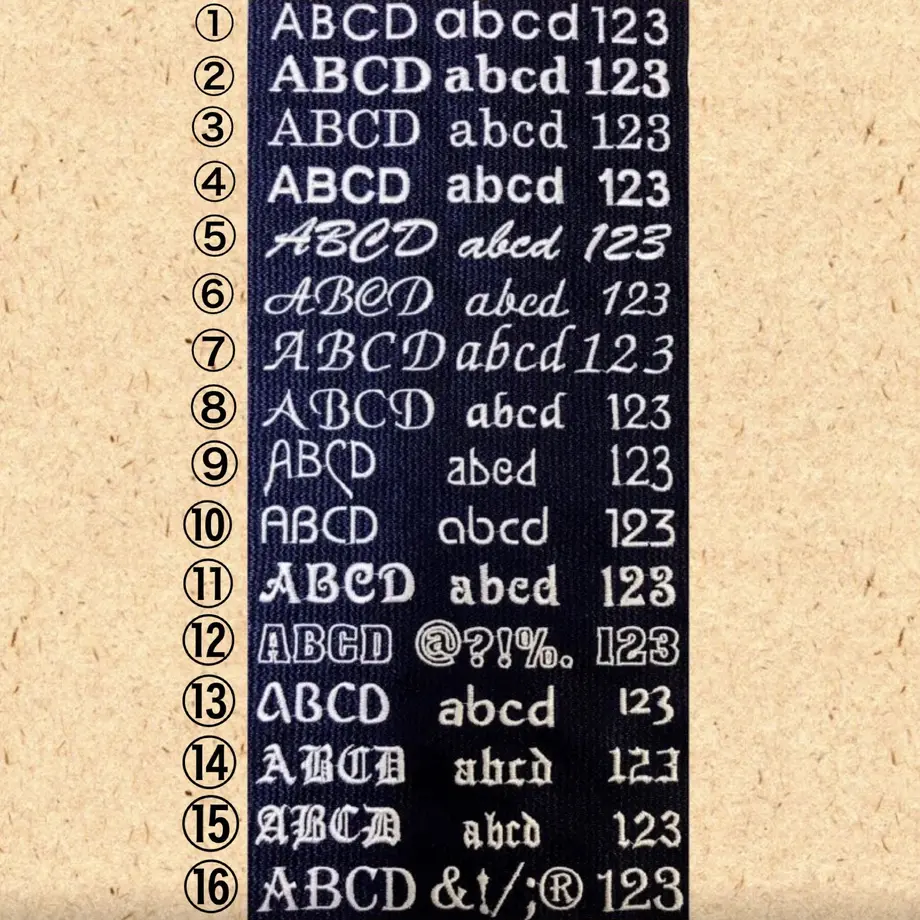 ① ABCD abcd 123
② ABCD abcd 123
③ ABCD abcd 123
④ ABCD abcd 123
⑤ ABCD abcd 123
⑥ ABCD abcd 123
⑦ ABCD abcd 123
⑧ ABCD abcd 123
⑨ ABCD abcd 123
⑩ ABCD abcd 123
⑪ ABCD abcd 123
⑫ ABCD @?!%. 123
⑬ ABCD abcd 123
⑭ ABCD abcd 123
⑮ ABCD abcd 123
⑯ ABCD &!/;® 123